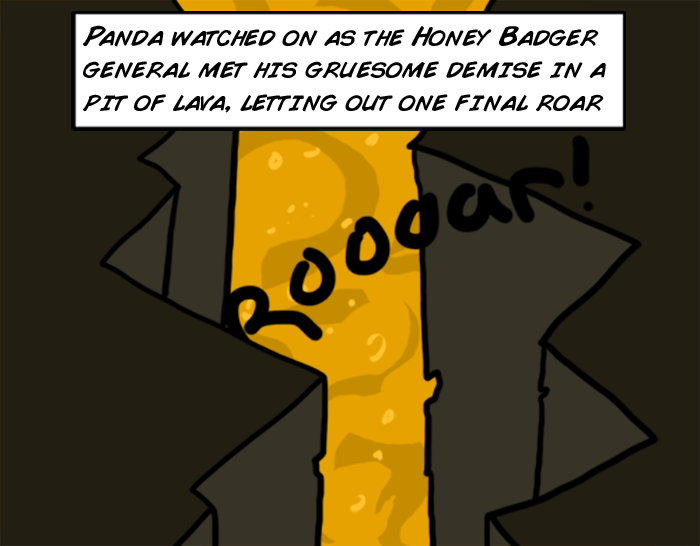 Panda watched on as the Honey Badger
general met his gruesome demise in a
pit of lava, letting out one final roar
Roooar!